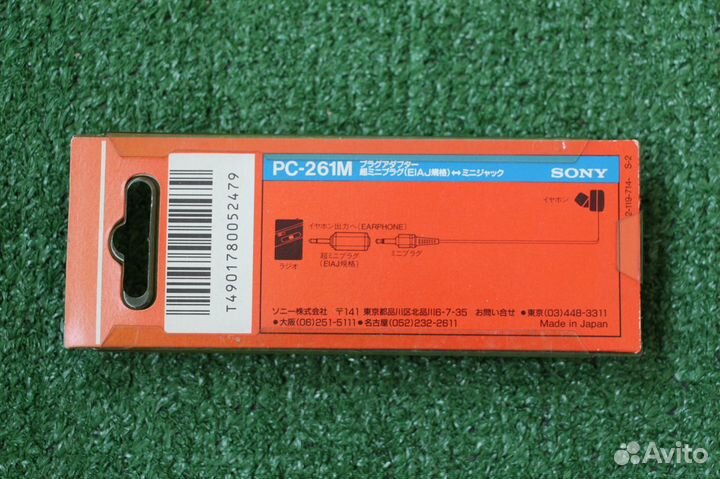 PC-261M プラグアダプター
超ミニプラグ(EIAJ規格)⇔ミニジャック
SONY
イヤホン
イヤホン出力へ(EARPHONE)
ラジオ
超ミニプラグ
(EIAJ規格)
ミニプラグ
ソニー株式会社 〒141 東京都品川区北品川6-7-35 お問い合せ ●東京(03)448-3311
●大阪(06)251-5111●名古屋(052)232-2611
Made in Japan
T4901780052479
2-119-714- S-2
Avito